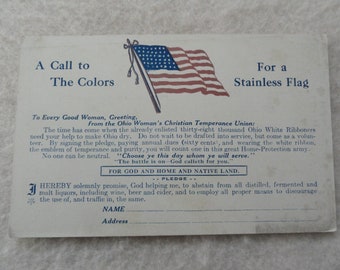 A Call to The Colors
For a Stainless Flag
To Every Good Woman, Greeting,
from the Ohio Woman's Christian Temperance Union:
The time has come when the already enlisted thirty-eight thousand Ohio White Ribboners
need your help to make Ohio dry. Do not wait to be drafted into service, but come as a volun-
teer. By signing the pledge, paying annual dues (sixty cents), and wearing the white ribbon,
the emblem of temperance and purity, you will count one in this great Home-Protection army.
No one can be neutral. "Choose ye this day whom ye will serve."
"The battle is on—God calleth for you."
FOR GOD AND HOME AND NATIVE LAND.
-- PLEDGE --
I HEREBY solemnly promise, God helping me, to abstain from all distilled, fermented and
malt liquors, including wine, beer and cider, and to employ all proper means to discourage
the use of, and traffic in, the same.
NAME
Address